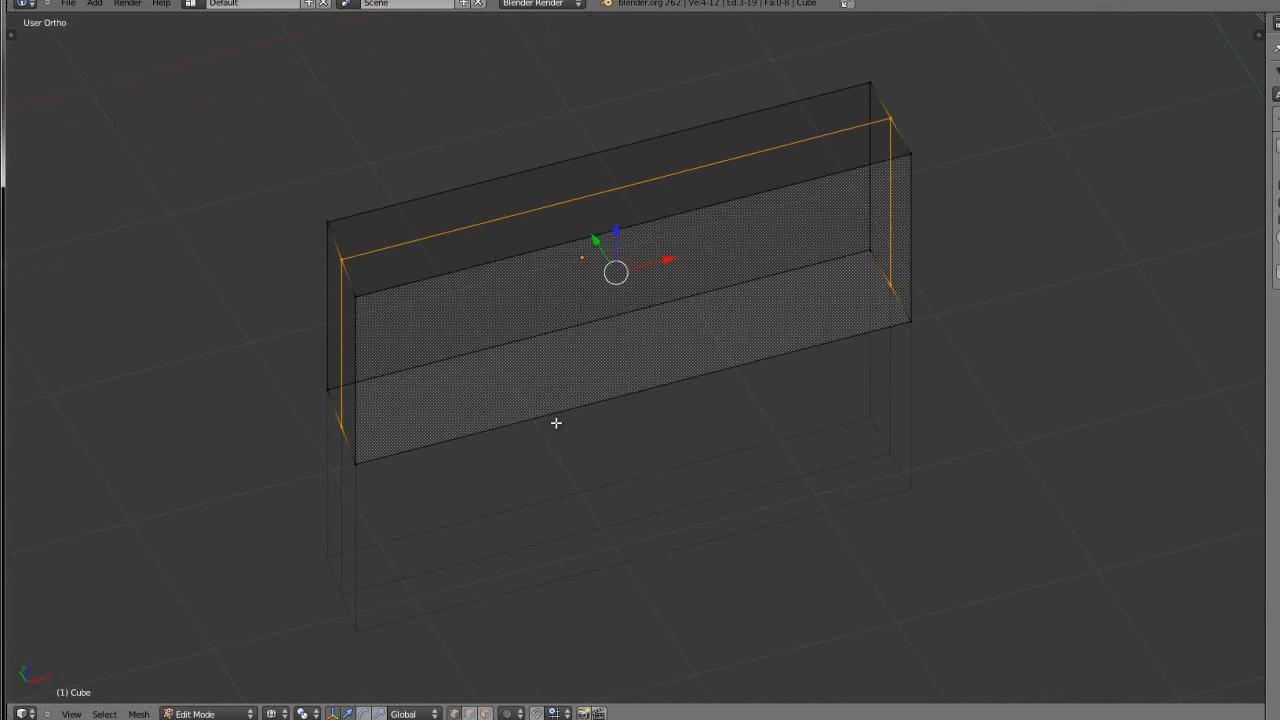 File Add Render Help Default Scene Blender Render blender.org 262 | Ve:4-12 | Ed:3-19 | Fa:0-8 | Cube
User Ortho
(1) Cube
View Select Mesh Edit Mode Global